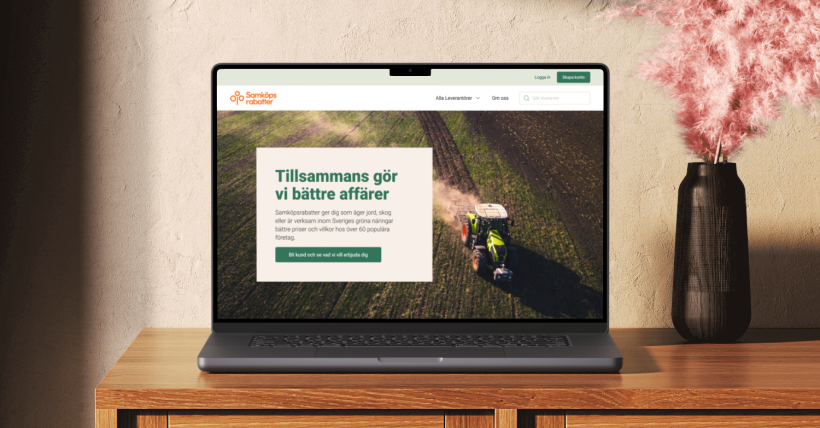 Logga in
Skapa konto
Samköps
rabatter
Alla Leverantörer
Om oss
Sök leverantör
Tillsammans gör
vi bättre affärer
Samköpsrabatter ger dig som äger jord, skog
eller är verksam inom Sveriges gröna näringar
bättre priser och villkor hos över 60 populära
företag.
Bli kund och se vad vi vill erbjuda dig